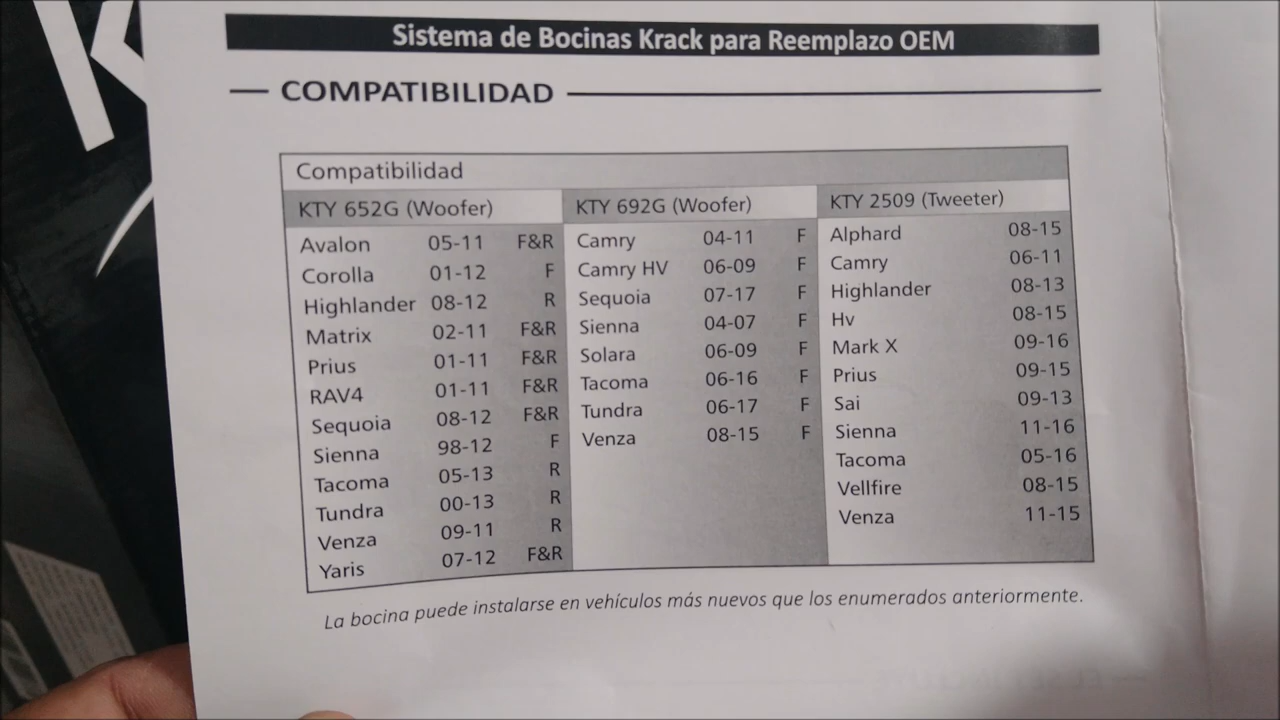 Sistema de Bocinas Krack para Reemplazo OEM
COMPATIBILIDAD
Compatibilidad
KTY 652G (Woofer)
Avalon 05-11 F&R
Corolla 01-12 F
Highlander 08-12 R
Matrix 02-11 F&R
Prius 01-11 F&R
RAV4 01-11 F&R
Sequoia 08-12 F&R
Sienna 98-12 F
Tacoma 05-13 R
Tundra 00-13 R
Venza 09-11 R
Yaris 07-12 F&R
KTY 692G (Woofer)
Camry 04-11 F
Camry HV 06-09 F
Sequoia 07-17 F
Sienna 04-07 F
Solara 06-09 F
Tacoma 06-16 F
Tundra 06-17 F
Venza 08-15 F
KTY 2509 (Tweeter)
Alphard 08-15
Camry 06-11
Highlander 08-13
Hv 08-15
Mark X 09-16
Prius 09-15
Sai 09-13
Sienna 11-16
Tacoma 05-16
Vellfire 08-15
Venza 11-15
La bocina puede instalarse en vehículos más nuevos que los enumerados anteriormente.